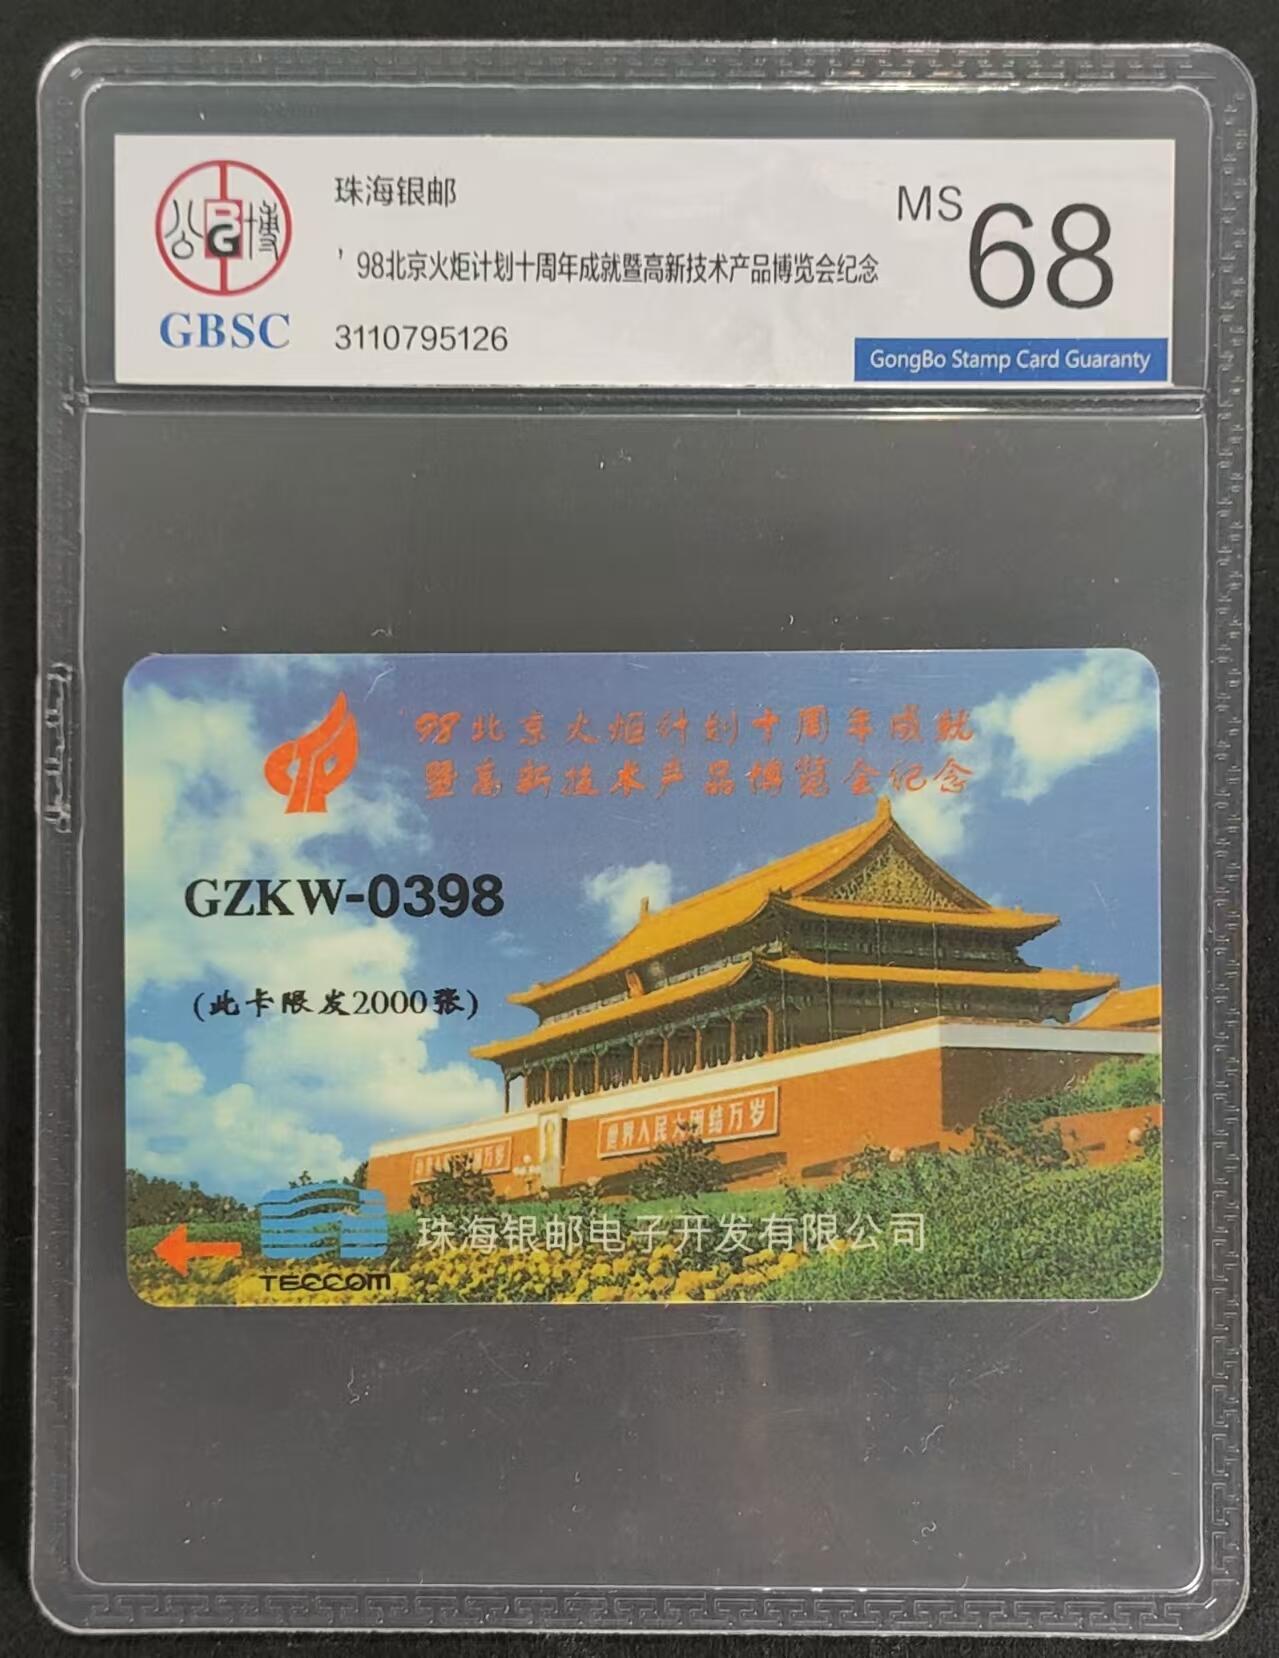 公博
BG
GBSC
珠海银邮
'98北京火炬计划十周年成就暨高新技术产品博览会纪念
3110795126
MS 68
GongBo Stamp Card Guaranty
'98北京火炬计划十周年成就
暨高新技术产品博览会纪念
GZKW-0398
(此卡限发2000张)
世界人民大团结万岁
珠海银邮电子开发有限公司
TECCOM